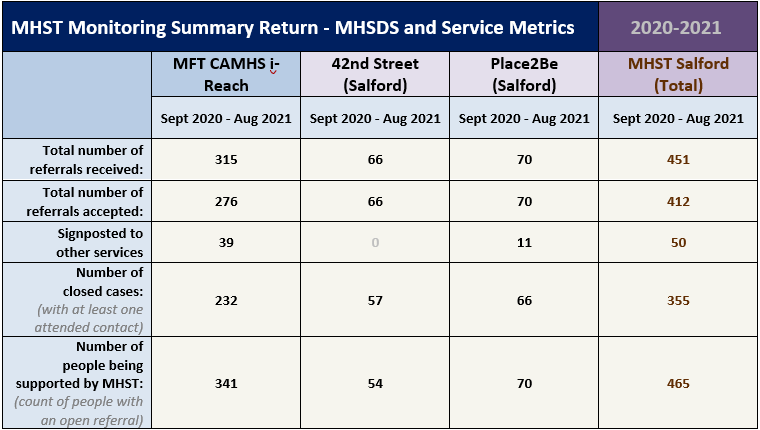 MHST Monitoring Summary Return - MHSDS and Service Metrics
2020-2021
MFT CAMHS i-
Reach
42nd Street
(Salford)
Place2Be
(Salford)
MHST Salford
(Total)
Sept 2020 - Aug 2021
Sept 2020 - Aug 2021
Sept 2020 - Aug 2021
Sept 2020 - Aug 2021
Total number of
referrals received:
315
66
70
451
Total number of
referrals accepted:
276
66
70
412
Signposted to
other services
39
0
11
50
Number of
closed cases:
(with at least one
attended contact)
232
57
66
355
Number of
people being
supported by MHST:
(count of people with
an open referral)
341
54
70
465